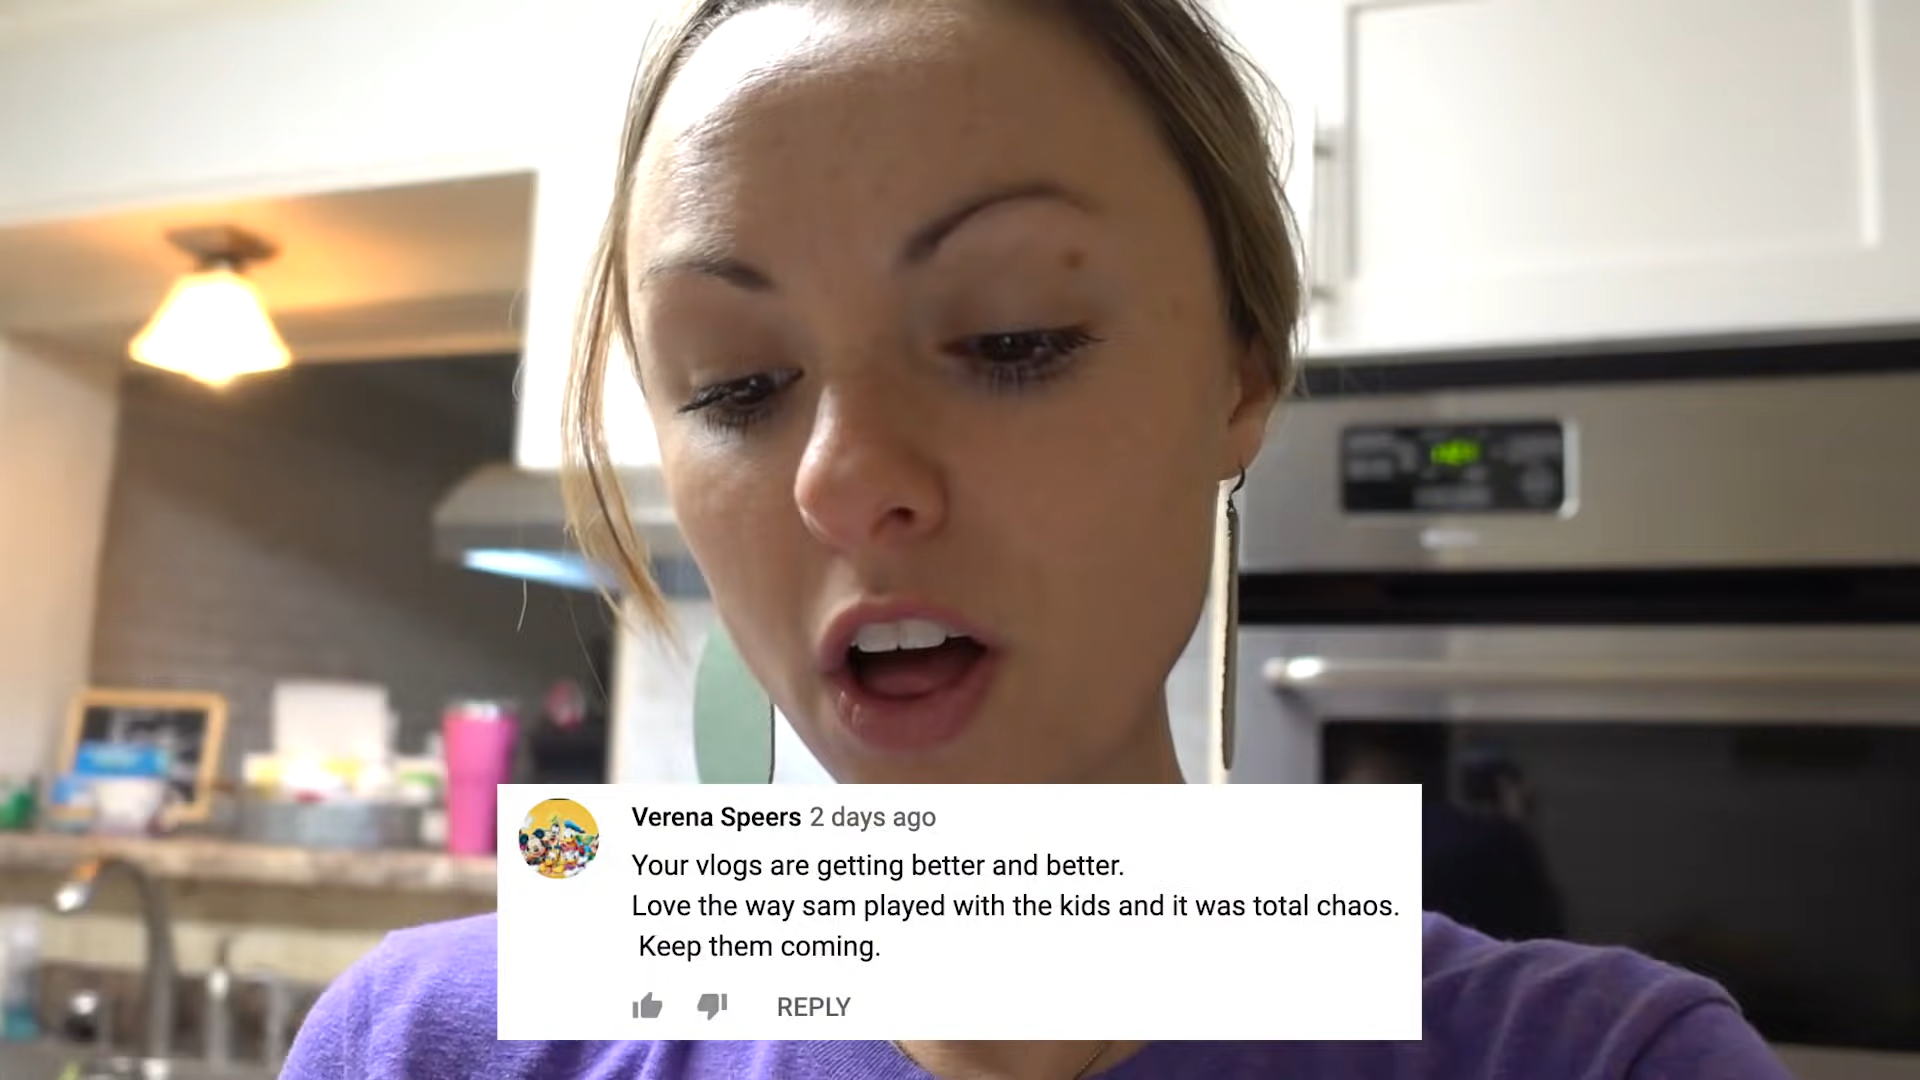 Verena Speers 2 days ago
Your vlogs are getting better and better.
Love the way sam played with the kids and it was total chaos.
Keep them coming.
REPLY